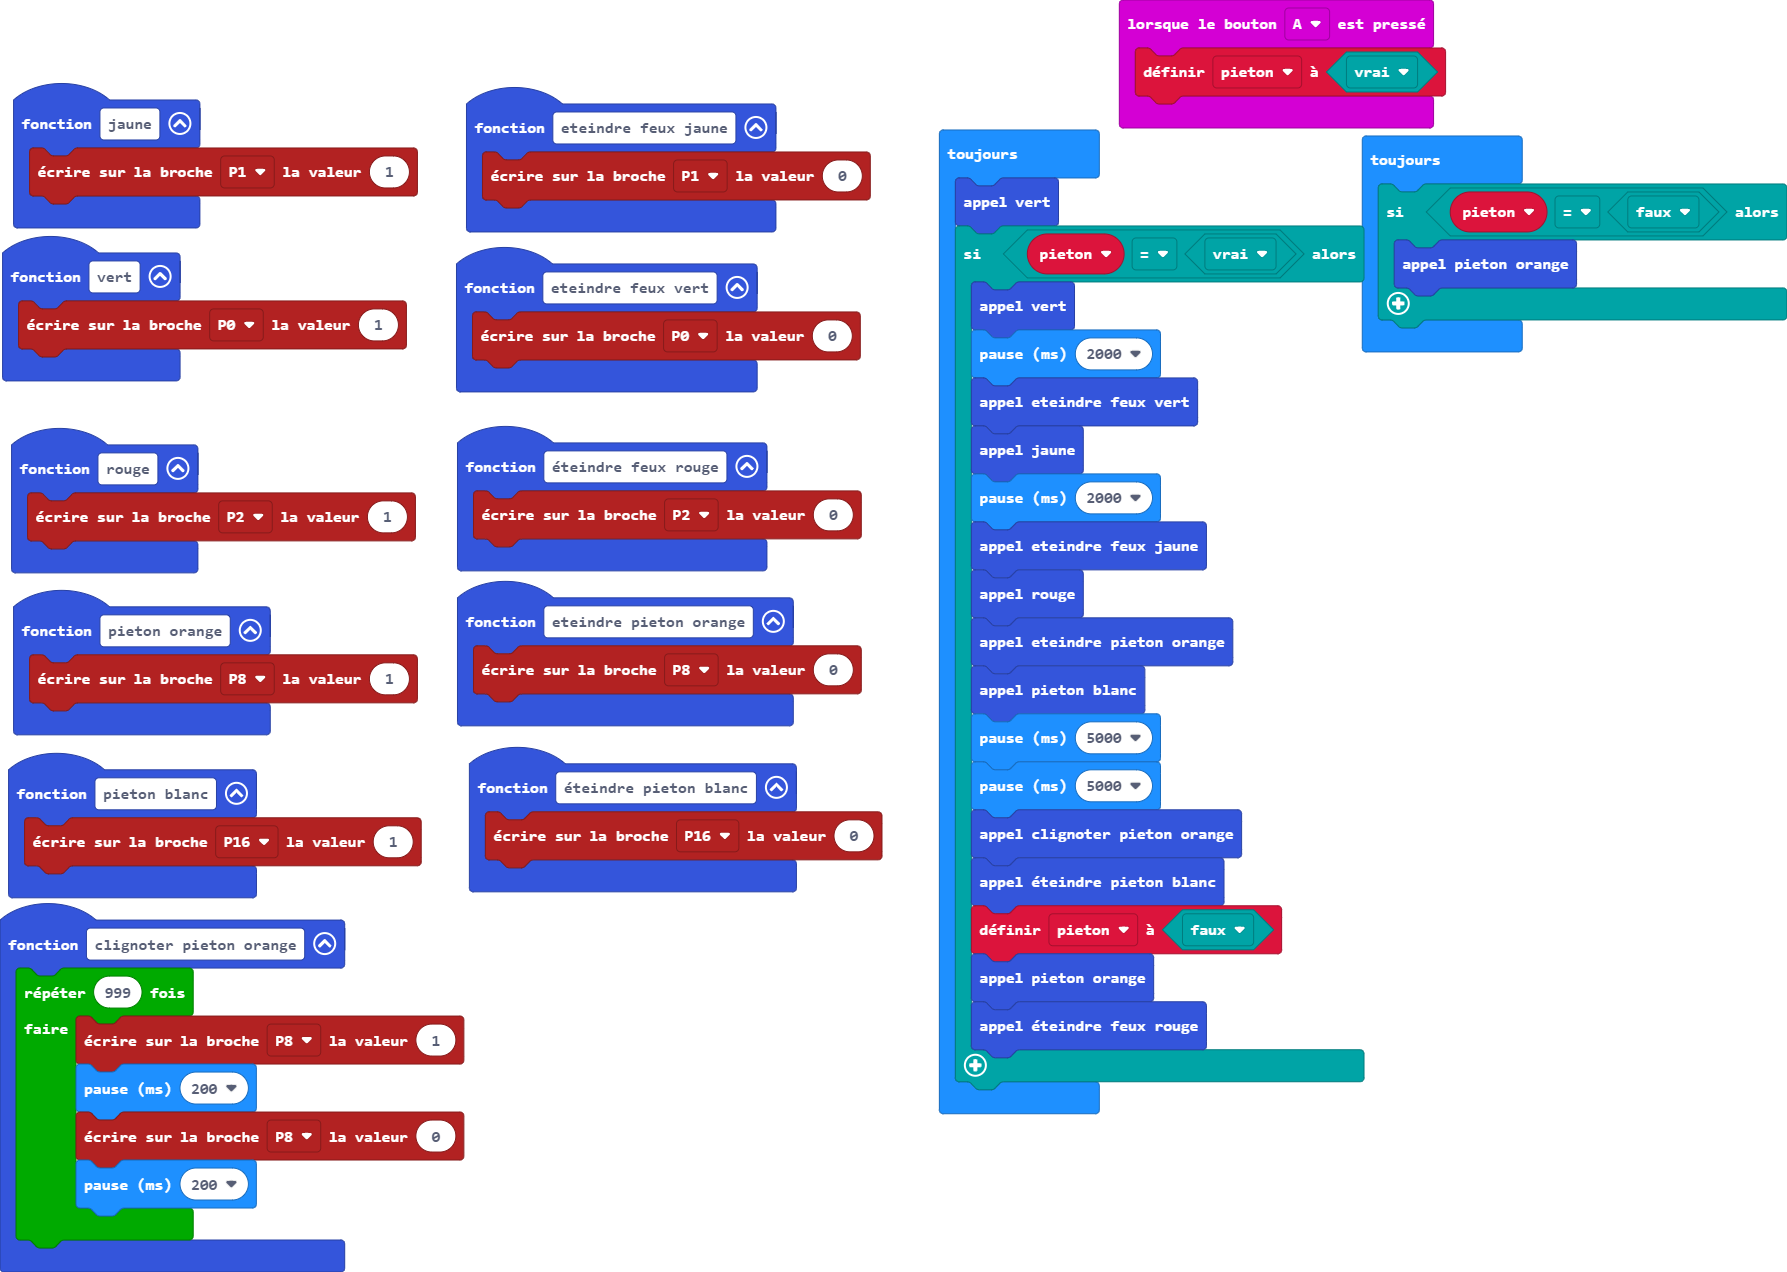 fonction jaune
écrire sur la broche P1 la valeur 1
fonction vert
écrire sur la broche P0 la valeur 1
fonction rouge
écrire sur la broche P2 la valeur 1
fonction pieton orange
écrire sur la broche P8 la valeur 1
fonction pieton blanc
écrire sur la broche P16 la valeur 1
fonction clignoter pieton orange
répéter 999 fois
faire
écrire sur la broche P8 la valeur 1
pause (ms) 200
écrire sur la broche P8 la valeur 0
pause (ms) 200
fonction eteindre feux jaune
écrire sur la broche P1 la valeur 0
fonction eteindre feux vert
écrire sur la broche P0 la valeur 0
fonction éteindre feux rouge
écrire sur la broche P2 la valeur 0
fonction eteindre pieton orange
écrire sur la broche P8 la valeur 0
fonction éteindre pieton blanc
écrire sur la broche P16 la valeur 0
lorsque le bouton A est pressé
définir pieton à vrai
toujours
appel vert
si pieton = vrai alors
appel vert
pause (ms) 2000
appel eteindre feux vert
appel jaune
pause (ms) 2000
appel eteindre feux jaune
appel rouge
appel eteindre pieton orange
appel pieton blanc
pause (ms) 5000
pause (ms) 5000
appel clignoter pieton orange
appel éteindre pieton blanc
définir pieton à faux
appel pieton orange
appel éteindre feux rouge
toujours
si pieton = faux alors
appel pieton orange